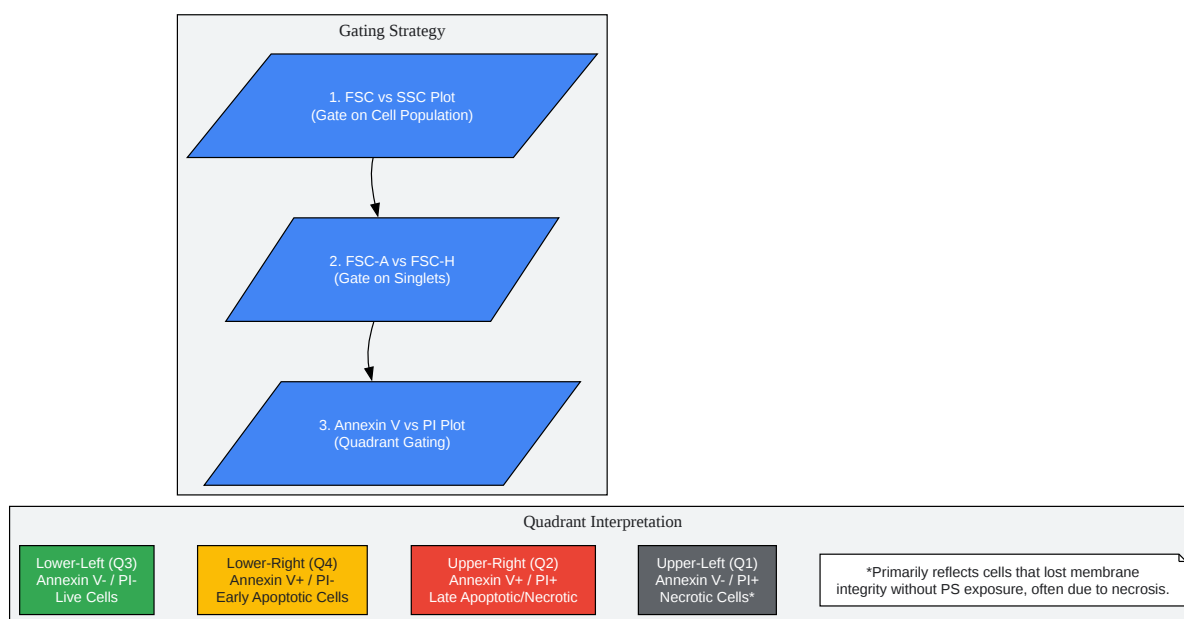 Gating Strategy
1. FSC vs SSC Plot
(Gate on Cell Population)
2. FSC-A vs FSC-H
(Gate on Singlets)
3. Annexin V vs PI Plot
(Quadrant Gating)
Quadrant Interpretation
Lower-Left (Q3)
Annexin V- / PI-
Live Cells
Lower-Right (Q4)
Annexin V+ / PI-
Early Apoptotic Cells
Upper-Right (Q2)
Annexin V+ / PI+
Late Apoptotic/Necrotic
Upper-Left (Q1)
Annexin V- / PI+
Necrotic Cells*
*Primarily reflects cells that lost membrane
integrity without PS exposure, often due to necrosis.